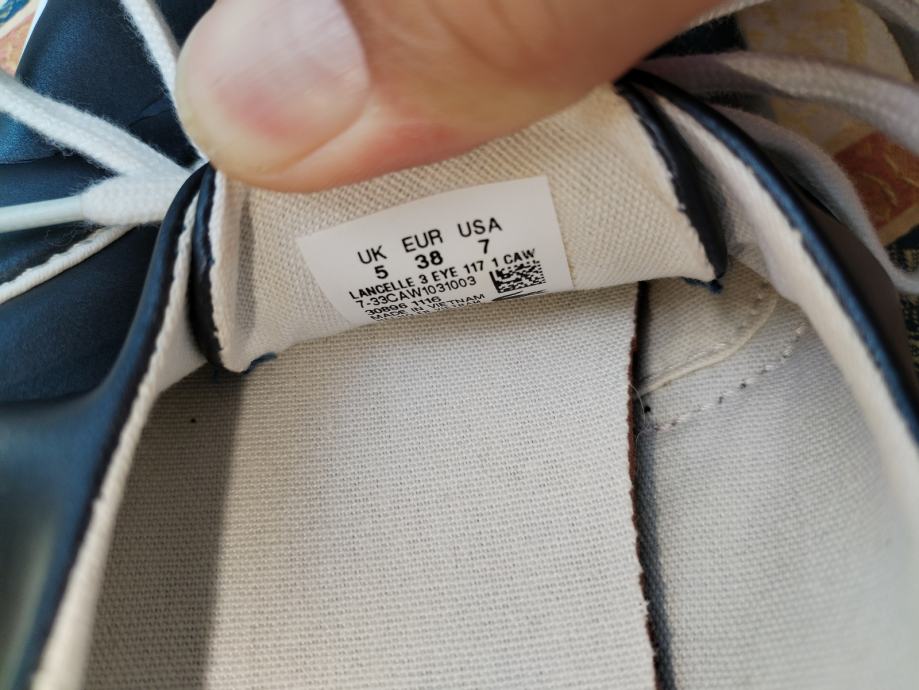 UK EUR USA
5 38 7
LANCELLE 3 EYE 117 1 CAW
7-33CAW1031003
30896 1116
MADE IN VIETNAM